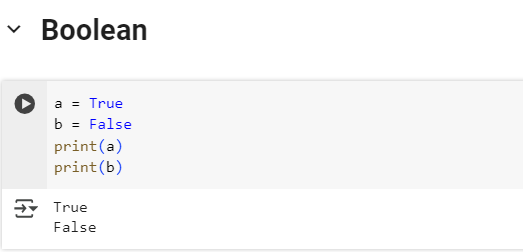 Boolean
a = True
b = False
print(a)
print(b)
True
False